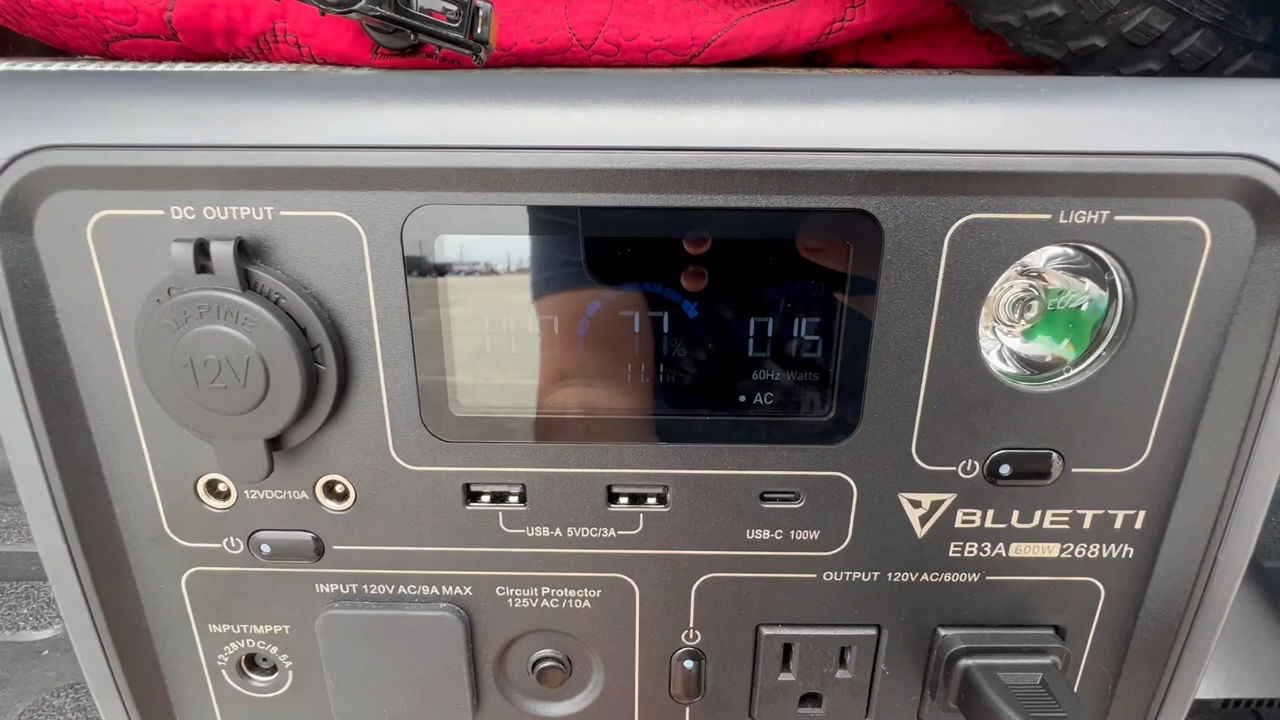 DC OUTPUT
LIGHT
MARINE
12V
77%
015
11.1H
60Hz Watts
AC
12VDC/10A
USB-A 5VDC/3A
USB-C 100W
BLUETTI
EB3A 600W 268Wh
INPUT 120V AC/9A MAX
Circuit Protector
125V AC/10A
OUTPUT 120V AC/600W
INPUT/MPPT
12-28VDC/8.5A